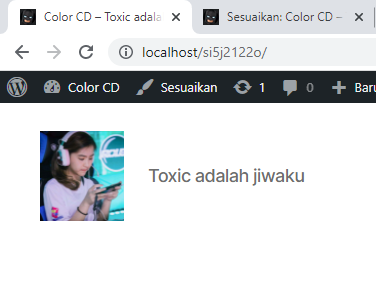 Color CD – Toxic adala
Sesuaikan: Color CD –
localhost/si5j2122o/
Color CD Sesuaikan 1 0 Baru
Toxic adalah jiwaku